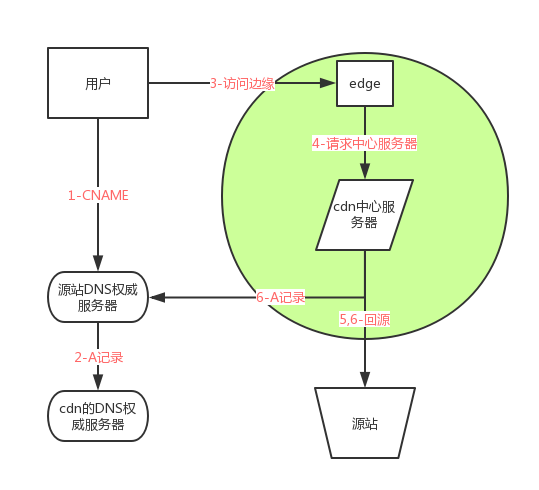 用户
3-访问边缘
edge
4-请求中心服务器
1-CNAME
cdn中心服
务器
源站DNS权威
服务器
6-A记录
5,6-回源
2-A记录
cdn的DNS权
威服务器
源站